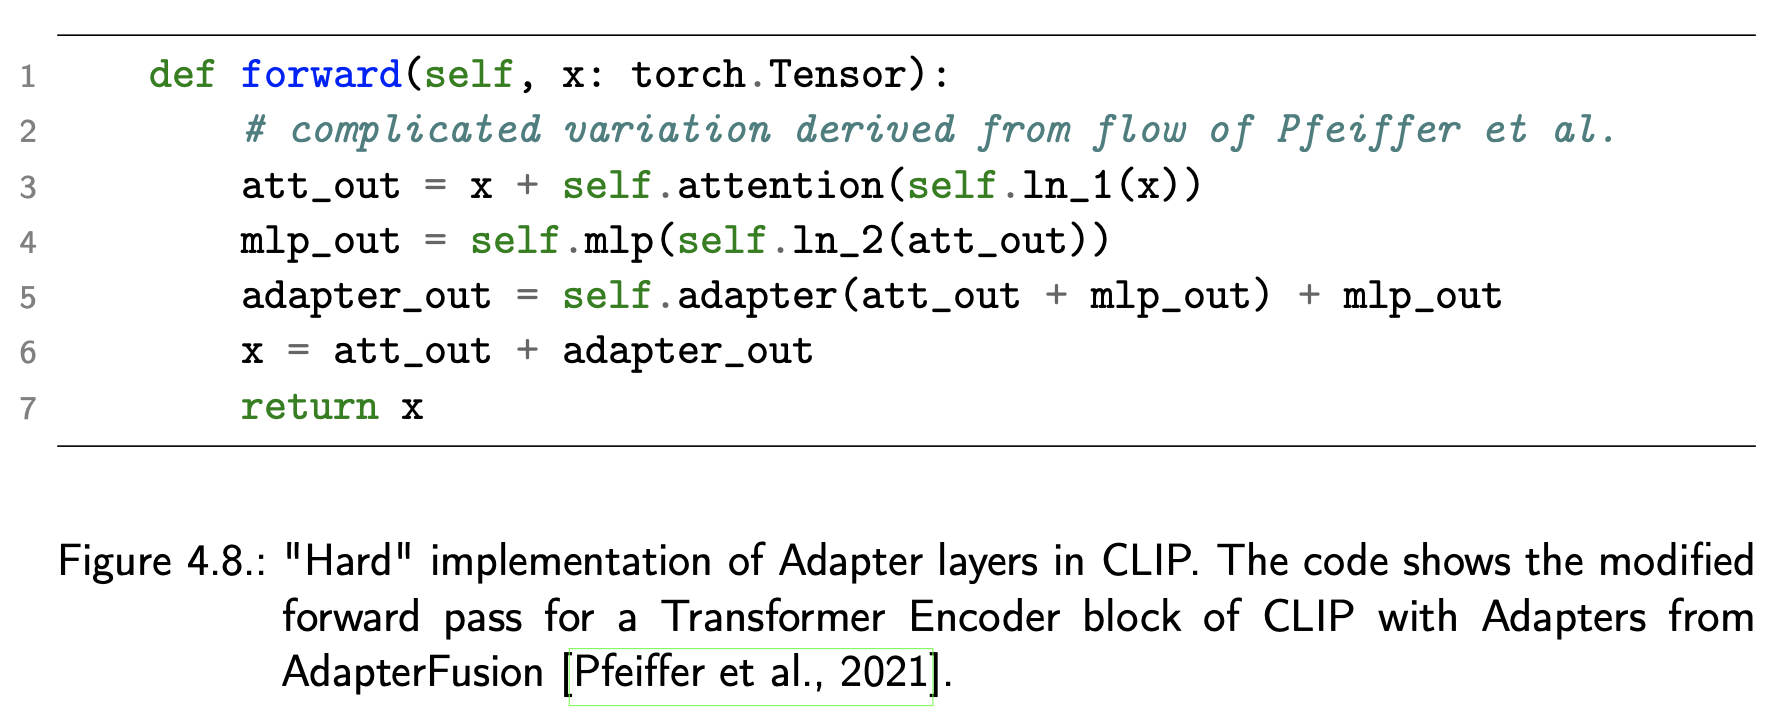 1 def forward(self, x: torch.Tensor):
2 # complicated variation derived from flow of Pfeiffer et al.
3 att_out = x + self.attention(self.ln_1(x))
4 mlp_out = self.mlp(self.ln_2(att_out))
5 adapter_out = self.adapter(att_out + mlp_out) + mlp_out
6 x = att_out + adapter_out
7 return x
Figure 4.8.: "Hard" implementation of Adapter layers in CLIP. The code shows the modified
forward pass for a Transformer Encoder block of CLIP with Adapters from
AdapterFusion [Pfeiffer et al., 2021].